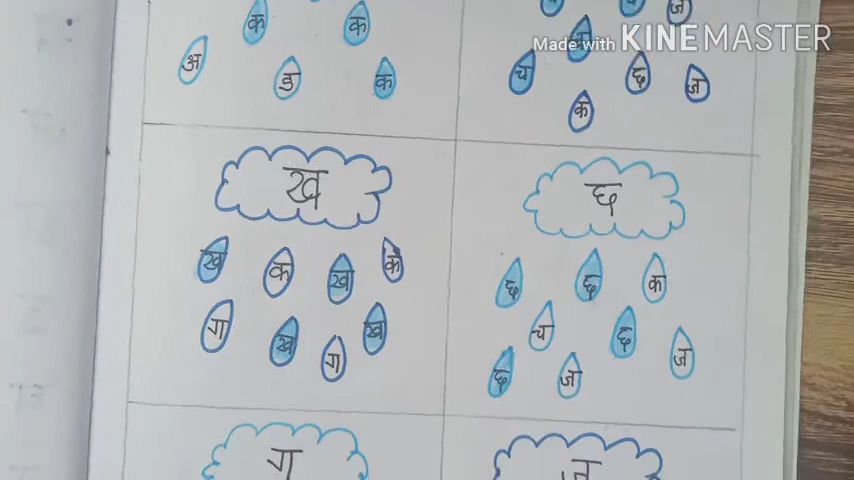 क क
अ ड क
ज
Made with KINEMASTER
च छ ज
क
ख
ख क ख क
ग ख ग ख
छ
छ छ क
च छ ज
छ ज
ग
ज